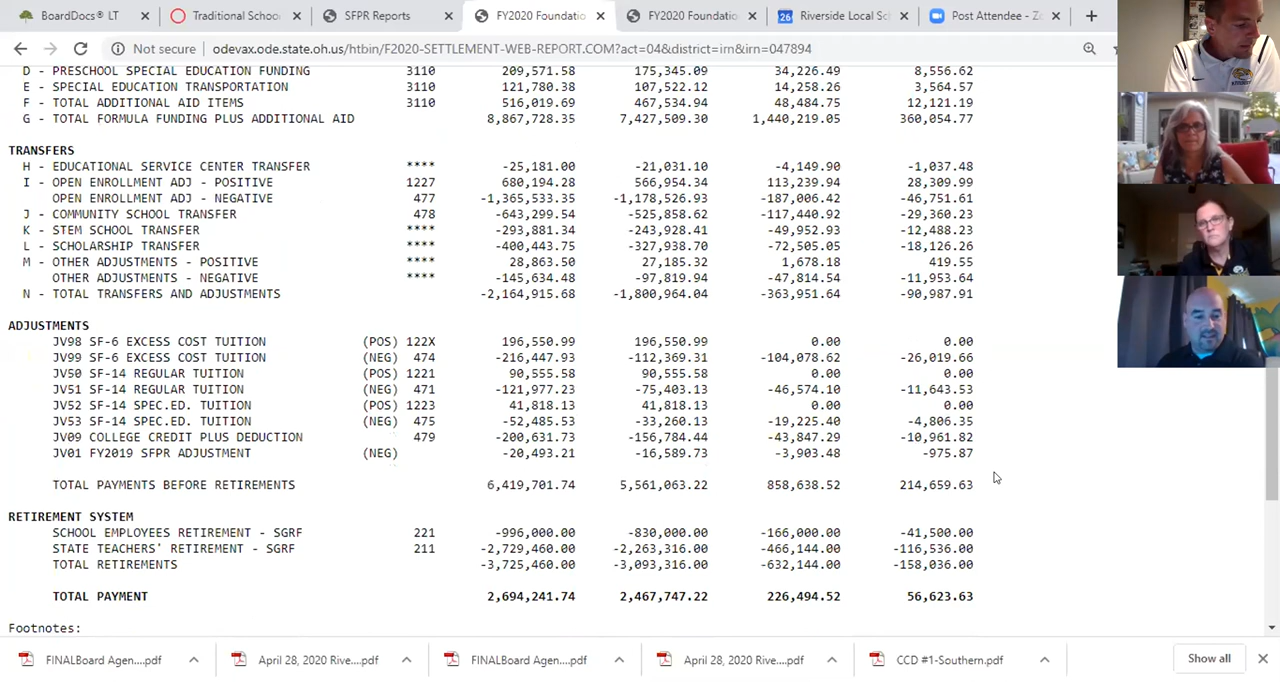 BoardDocs® LT
Traditional Schoo
SFPR Reports
FY2020 Foundatio
FY2020 Foundatio
Riverside Local Sc
Post Attendee - Z
Not secure
odevax.ode.state.oh.us/htbin/F2020-SETTLEMENT-WEB-REPORT.COM?act=04&district=irn&irn=047894
D - PRESCHOOL SPECIAL EDUCATION FUNDING 3110 209,571.58 175,345.09 34,226.49 8,556.62
E - SPECIAL EDUCATION TRANSPORTATION 3110 121,780.38 107,522.12 14,258.26 3,564.57
F - TOTAL ADDITIONAL AID ITEMS 3110 516,019.69 467,534.94 48,484.75 12,121.19
G - TOTAL FORMULA FUNDING PLUS ADDITIONAL AID 8,867,728.35 7,427,509.30 1,440,219.05 360,054.77
TRANSFERS
H - EDUCATIONAL SERVICE CENTER TRANSFER **** -25,181.00 -21,031.10 -4,149.90 -1,037.48
I - OPEN ENROLLMENT ADJ - POSITIVE 1227 680,194.28 566,954.34 113,239.94 28,309.99
OPEN ENROLLMENT ADJ - NEGATIVE 477 -1,365,533.35 -1,178,526.93 -187,006.42 -46,751.61
J - COMMUNITY SCHOOL TRANSFER 478 -643,299.54 -525,858.62 -117,440.92 -29,360.23
K - STEM SCHOOL TRANSFER **** -293,881.34 -243,928.41 -49,952.93 -12,488.23
L - SCHOLARSHIP TRANSFER **** -400,443.75 -327,938.70 -72,505.05 -18,126.26
M - OTHER ADJUSTMENTS - POSITIVE **** 28,863.50 27,185.32 1,678.18 419.55
OTHER ADJUSTMENTS - NEGATIVE **** -145,634.48 -97,819.94 -47,814.54 -11,953.64
N - TOTAL TRANSFERS AND ADJUSTMENTS -2,164,915.68 -1,800,964.04 -363,951.64 -90,987.91
ADJUSTMENTS
JV98 SF-6 EXCESS COST TUITION (POS) 122X 196,550.99 196,550.99 0.00 0.00
JV99 SF-6 EXCESS COST TUITION (NEG) 474 -216,447.93 -112,369.31 -104,078.62 -26,019.66
JV50 SF-14 REGULAR TUITION (POS) 1221 90,555.58 90,555.58 0.00 0.00
JV51 SF-14 REGULAR TUITION (NEG) 471 -121,977.23 -75,403.13 -46,574.10 -11,643.53
JV52 SF-14 SPEC.ED. TUITION (POS) 1223 41,818.13 41,818.13 0.00 0.00
JV53 SF-14 SPEC.ED. TUITION (NEG) 475 -52,485.53 -33,260.13 -19,225.40 -4,806.35
JV09 COLLEGE CREDIT PLUS DEDUCTION 479 -200,631.73 -156,784.44 -43,847.29 -10,961.82
JV01 FY2019 SFPR ADJUSTMENT (NEG) -20,493.21 -16,589.73 -3,903.48 -975.87
TOTAL PAYMENTS BEFORE RETIREMENTS 6,419,701.74 5,561,063.22 858,638.52 214,659.63
RETIREMENT SYSTEM
SCHOOL EMPLOYEES RETIREMENT - SGRF 221 -996,000.00 -830,000.00 -166,000.00 -41,500.00
STATE TEACHERS' RETIREMENT - SGRF 211 -2,729,460.00 -2,263,316.00 -466,144.00 -116,536.00
TOTAL RETIREMENTS -3,725,460.00 -3,093,316.00 -632,144.00 -158,036.00
TOTAL PAYMENT 2,694,241.74 2,467,747.22 226,494.52 56,623.63
Footnotes:
FINALBoard Agen....pdf
April 28, 2020 Rive....pdf
FINALBoard Agen....pdf
April 28, 2020 Rive....pdf
CCD #1-Southern.pdf
Show all